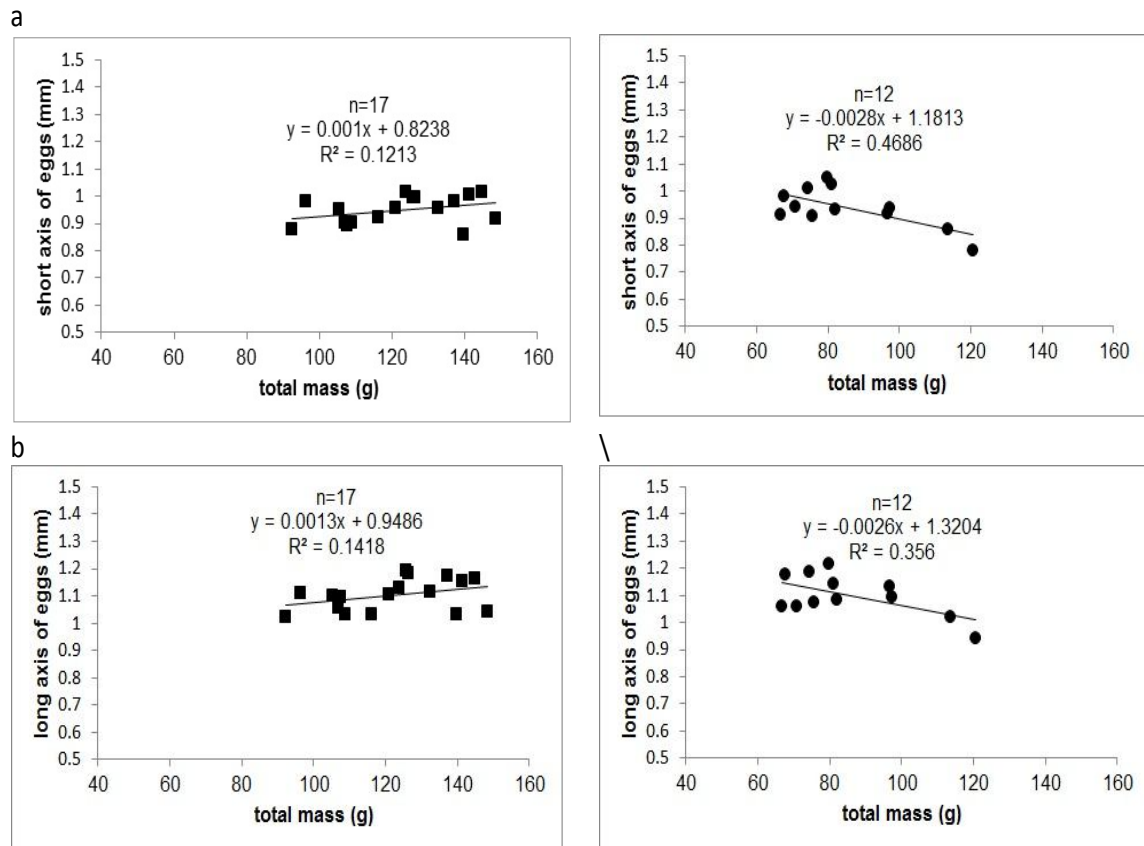 a
1.5
1.4
1.3
1.2
1.1
1
0.9
0.8
0.7
0.6
0.5
short axis of eggs (mm)
n=17
y = 0.001x + 0.8238
R² = 0.1213
40 60 80 100 120 140 160
total mass (g)
1.5
1.4
1.3
1.2
1.1
1
0.9
0.8
0.7
0.6
0.5
short axis of eggs (mm)
n=12
y = -0.0028x + 1.1813
R² = 0.4686
40 60 80 100 120 140 160
total mass (g)
b
1.5
1.4
1.3
1.2
1.1
1
0.9
0.8
0.7
0.6
0.5
long axis of eggs (mm)
n=17
y = 0.0013x + 0.9486
R² = 0.1418
40 60 80 100 120 140 160
total mass (g)
\
1.5
1.4
1.3
1.2
1.1
1
0.9
0.8
0.7
0.6
0.5
long axis of eggs (mm)
n=12
y = -0.0026x + 1.3204
R² = 0.356
40 60 80 100 120 140 160
total mass (g)